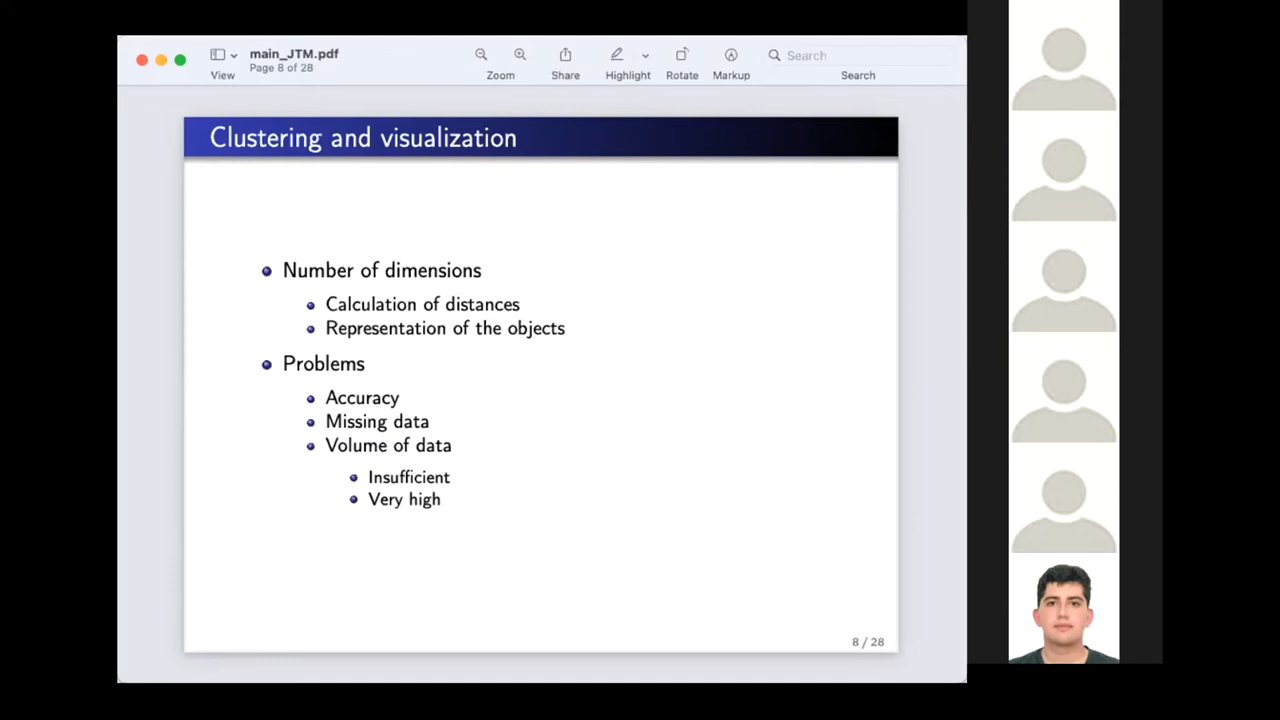 main_JTM.pdf
Page 8 of 28
View
Zoom
Share
Highlight
Rotate
Markup
Search
Search
Clustering and visualization
Number of dimensions
Calculation of distances
Representation of the objects
Problems
Accuracy
Missing data
Volume of data
Insufficient
Very high
8 / 28